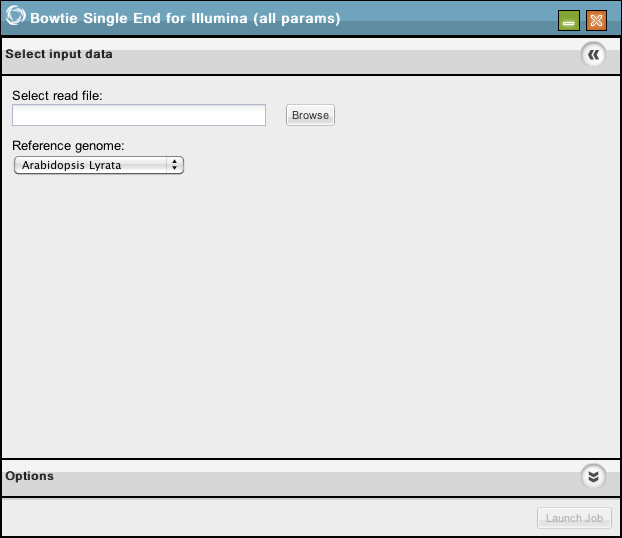 Bowtie Single End for Illumina (all params)
Select input data
Select read file:
Browse
Reference genome:
Arabidopsis Lyrata
Options
Launch Job